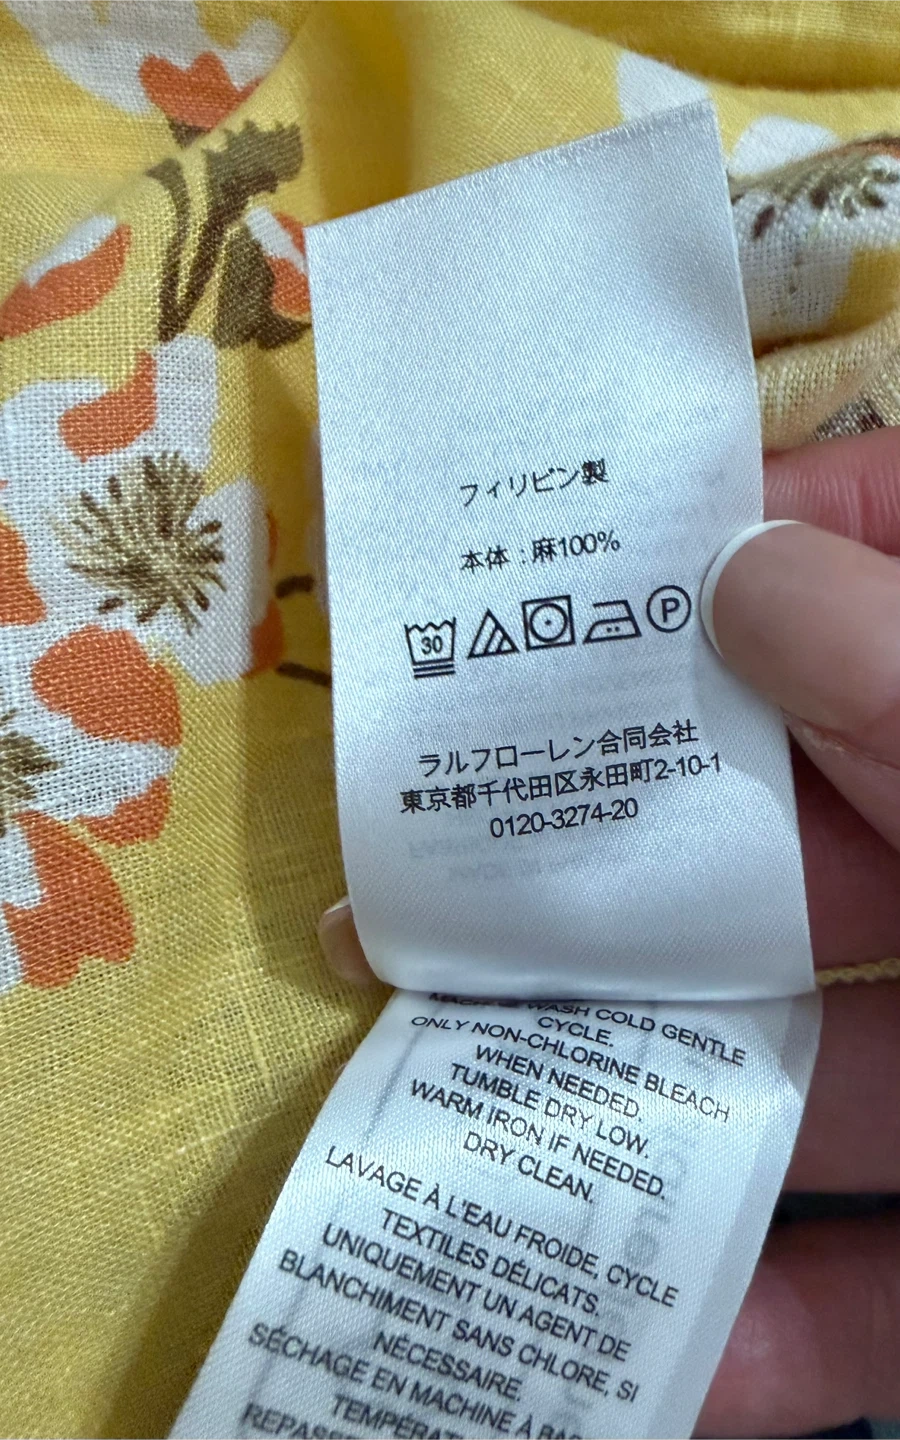 フィリピン製
本体 : 麻100%
30
P
ラルフローレン合同会社
東京都千代田区永田町2-10-1
0120-3274-20
MACHINE WASH COLD GENTLE
CYCLE.
ONLY NON-CHLORINE BLEACH
WHEN NEEDED.
TUMBLE DRY LOW.
WARM IRON IF NEEDED.
DRY CLEAN.
LAVAGE À L'EAU FROIDE, CYCLE
TEXTILES DÉLICATS.
UNIQUEMENT UN AGENT DE
BLANCHIMENT SANS CHLORE, SI
NÉCESSAIRE.
SÉCHAGE EN MACHINE À